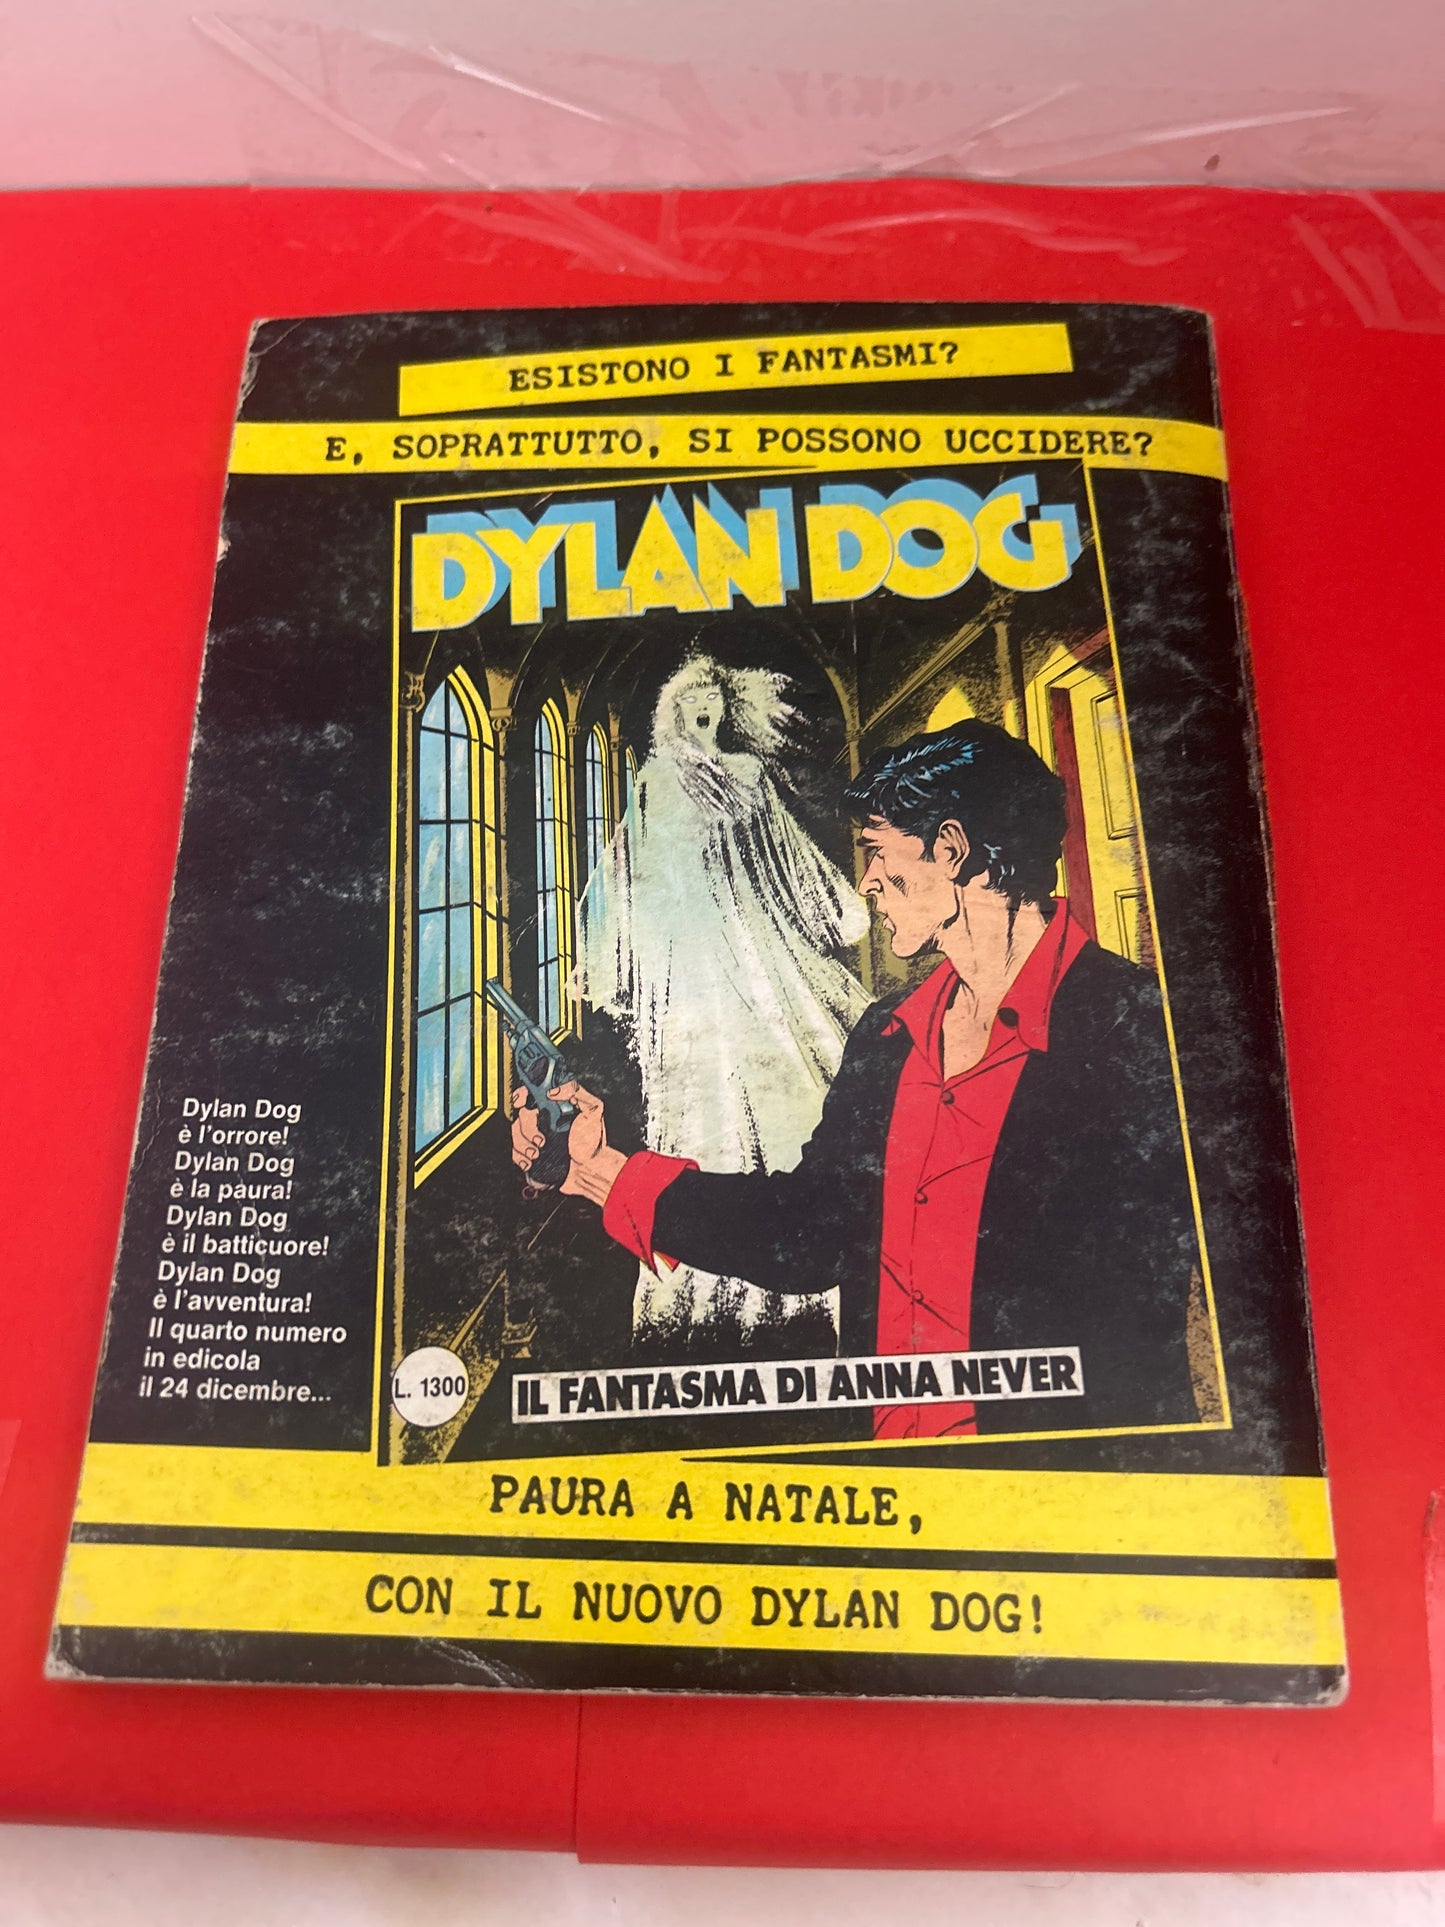 ESISTONO I FANTASMI?
E, SOPRATTUTTO, SI POSSONO UCCIDERE?
DYLAN DOG
Dylan Dog
è l'orrore!
Dylan Dog
è la paura!
Dylan Dog
è il batticuore!
Dylan Dog
è l'avventura!
Il quarto numero
in edicola
il 24 dicembre...
L. 1300
IL FANTASMA DI ANNA NEVER
PAURA A NATALE,
CON IL NUOVO DYLAN DOG!